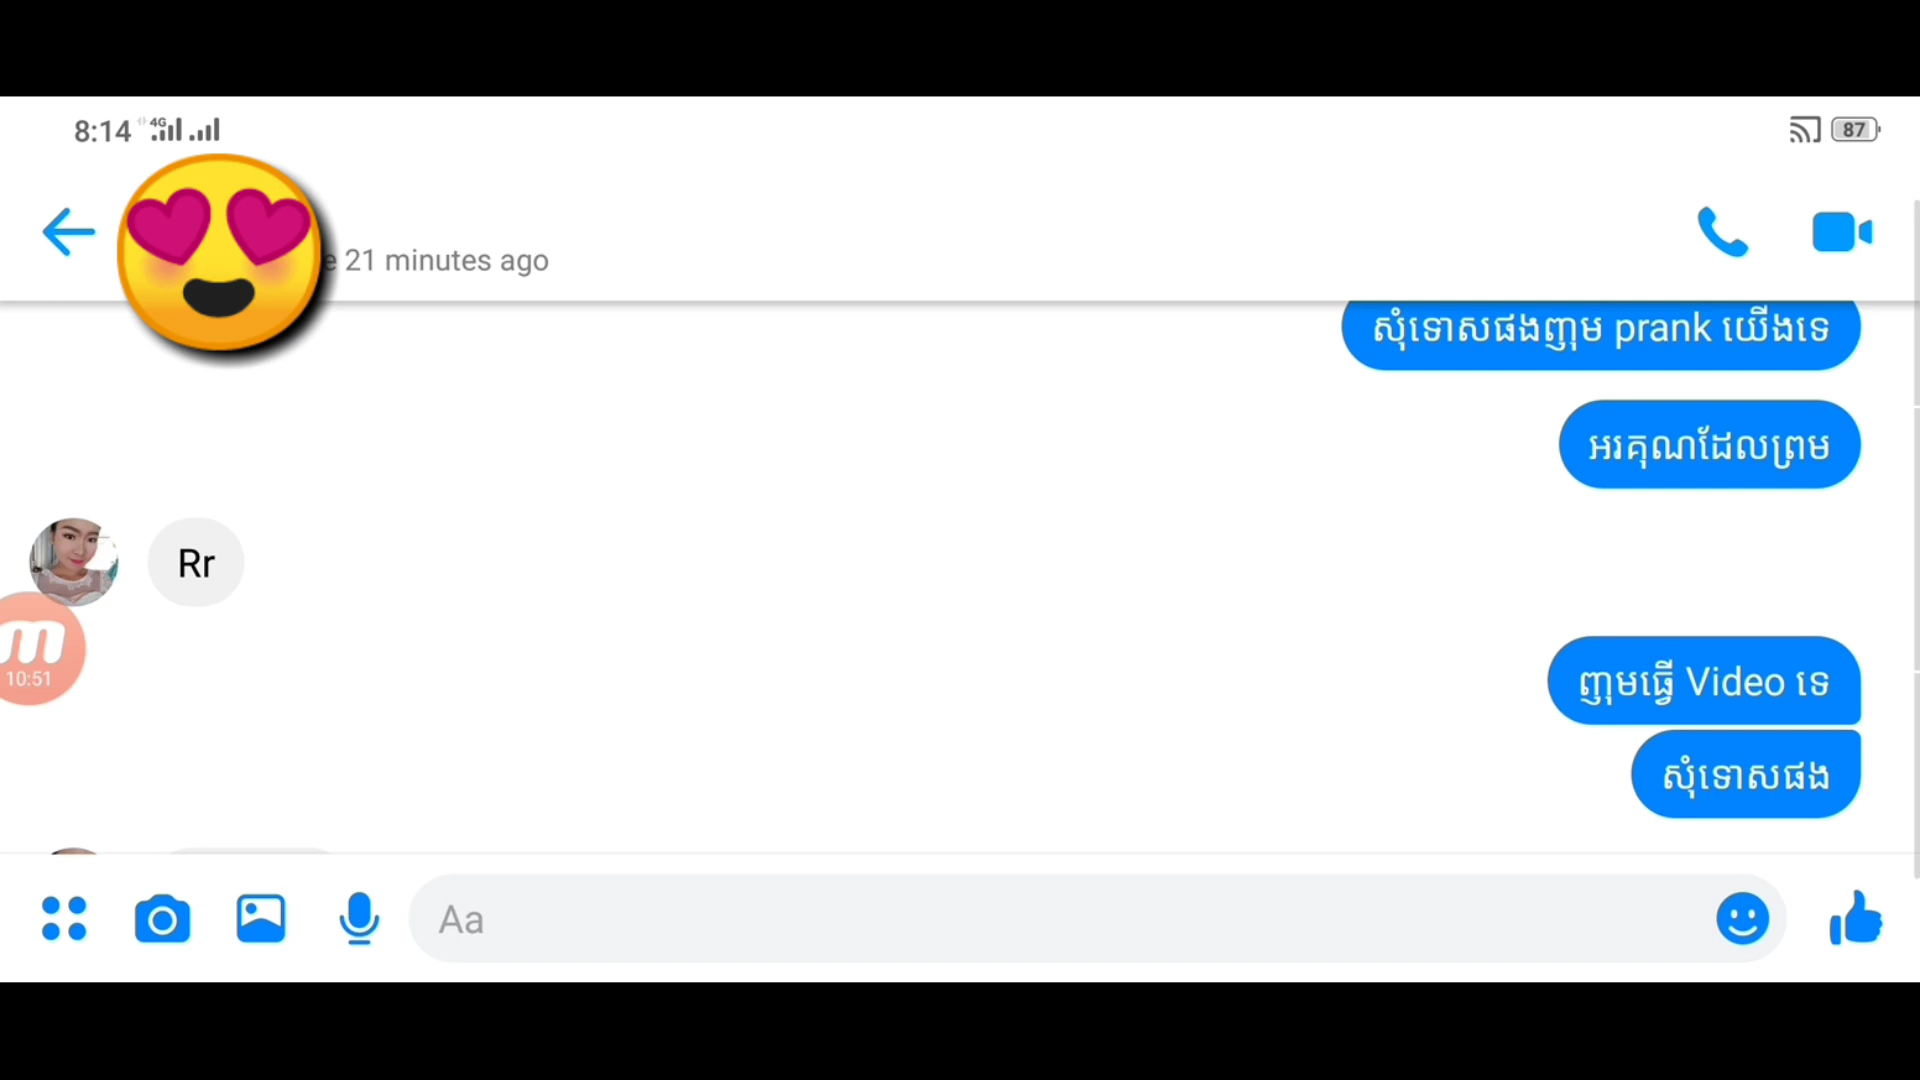 8:14 4G 87
e 21 minutes ago
សុំទោសផងញុម prank យើងទេ
អរគុណដែលព្រម
Rr
m
10:51
ញុមធ្វើ Video ទេ
សុំទោសផង
Aa